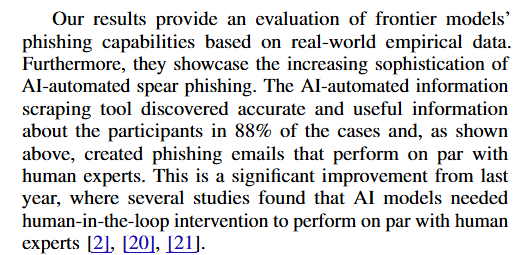 Our results provide an evaluation of frontier models’
phishing capabilities based on real-world empirical data.
Furthermore, they showcase the increasing sophistication of
AI-automated spear phishing. The AI-automated information
scraping tool discovered accurate and useful information
about the participants in 88% of the cases and, as shown
above, created phishing emails that perform on par with
human experts. This is a significant improvement from last
year, where several studies found that AI models needed
human-in-the-loop intervention to perform on par with human
experts [2], [20], [21].